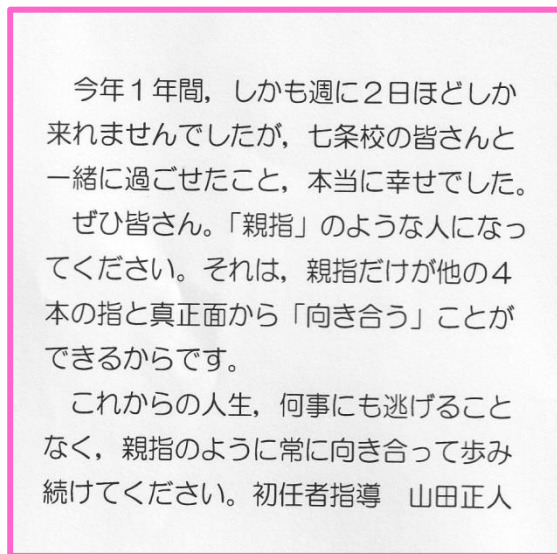 今年１年間，しかも週に２日ほどしか
来れませんでしたが，七条校の皆さんと
一緒に過ごせたこと，本当に幸せでした。
ぜひ皆さん。「親指」のような人になっ
てください。それは，親指だけが他の４
本の指と真正面から「向き合う」ことが
できるからです。
これからの人生，何事にも逃げること
なく，親指のように常に向き合って歩み
続けてください。初任者指導　山田正人